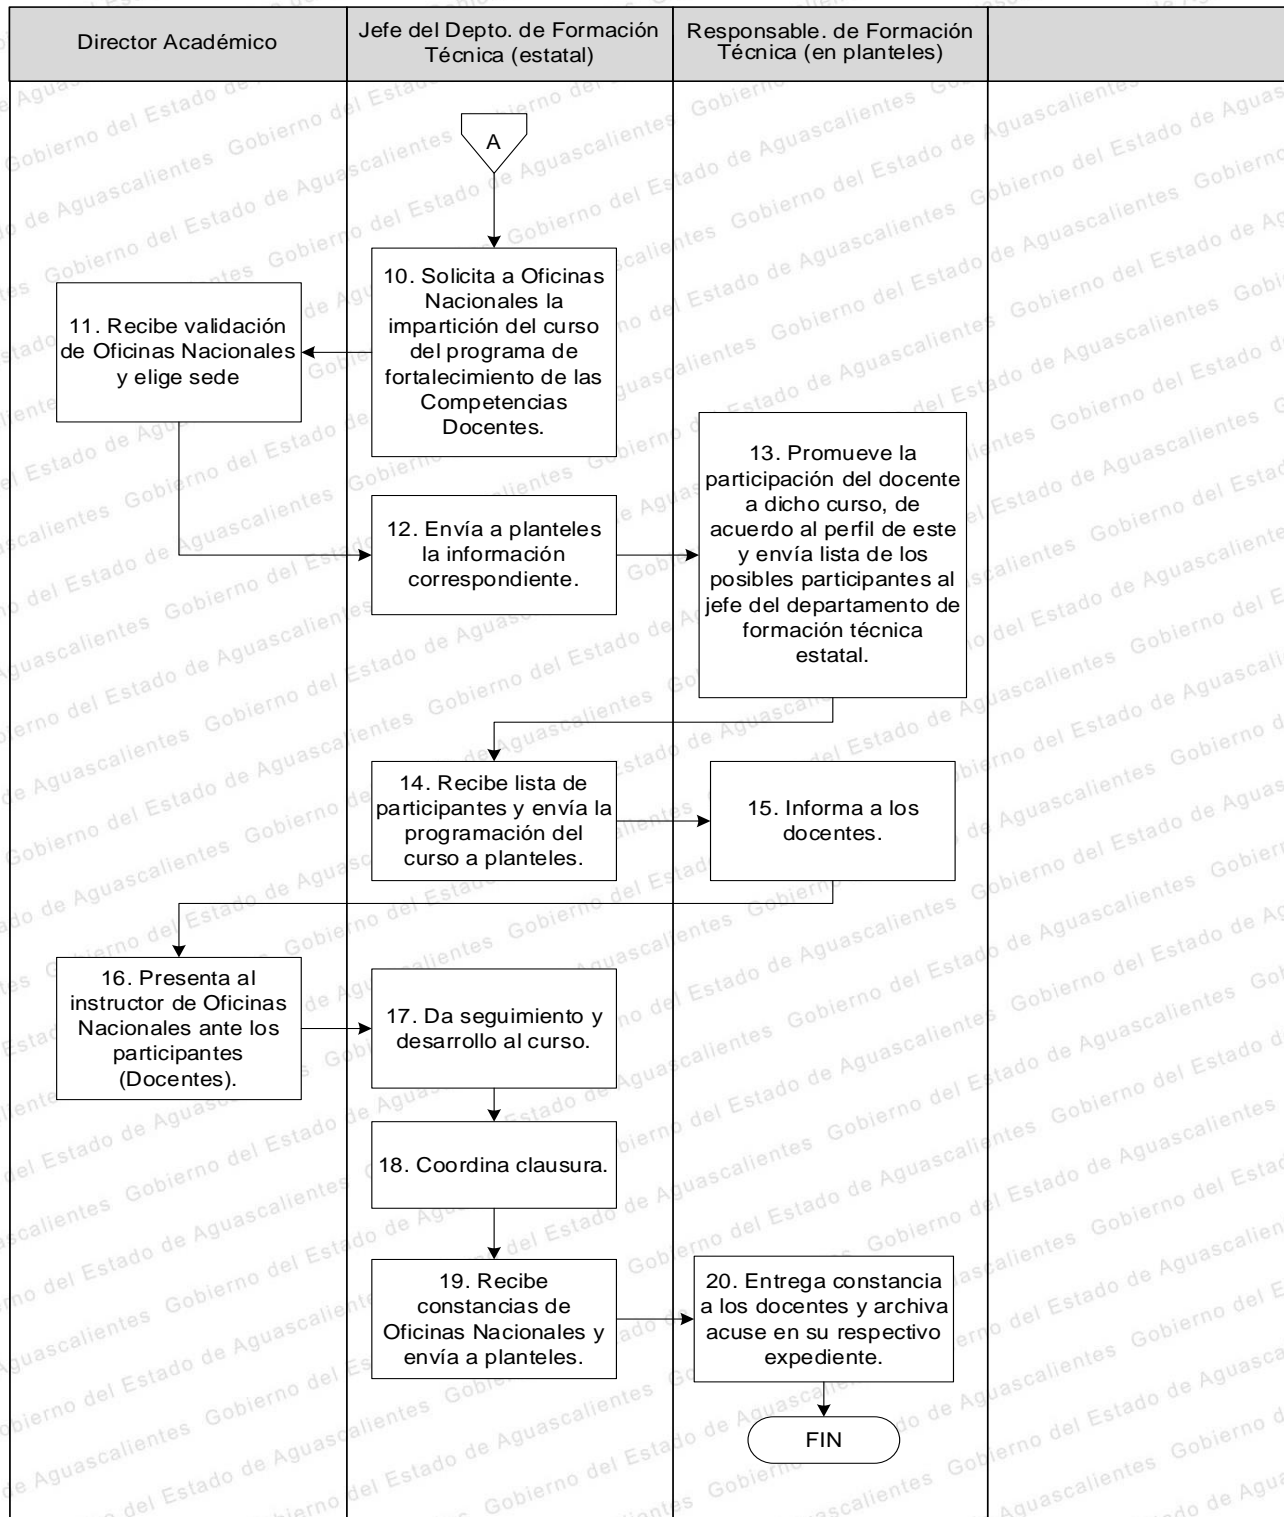 Director Académico
Jefe del Depto. de Formación
Técnica (estatal)
Responsable. de Formación
Técnica (en planteles)
A
10. Solicita a Oficinas
Nacionales la
impartición del curso
del programa de
fortalecimiento de las
Competencias
Docentes.
11. Recibe validación
de Oficinas Nacionales
y elige sede
12. Envía a planteles
la información
correspondiente.
13. Promueve la
participación del docente
a dicho curso, de
acuerdo al perfil de este
y envía lista de los
posibles participantes al
jefe del departamento de
formación técnica
estatal.
14. Recibe lista de
participantes y envía la
programación del
curso a planteles.
15. Informa a los
docentes.
16. Presenta al
instructor de Oficinas
Nacionales ante los
participantes
(Docentes).
17. Da seguimiento y
desarrollo al curso.
18. Coordina clausura.
19. Recibe
constancias de
Oficinas Nacionales y
envía a planteles.
20. Entrega constancia
a los docentes y archiva
acuse en su respectivo
expediente.
FIN
Gobierno del Estado de Aguascalientes